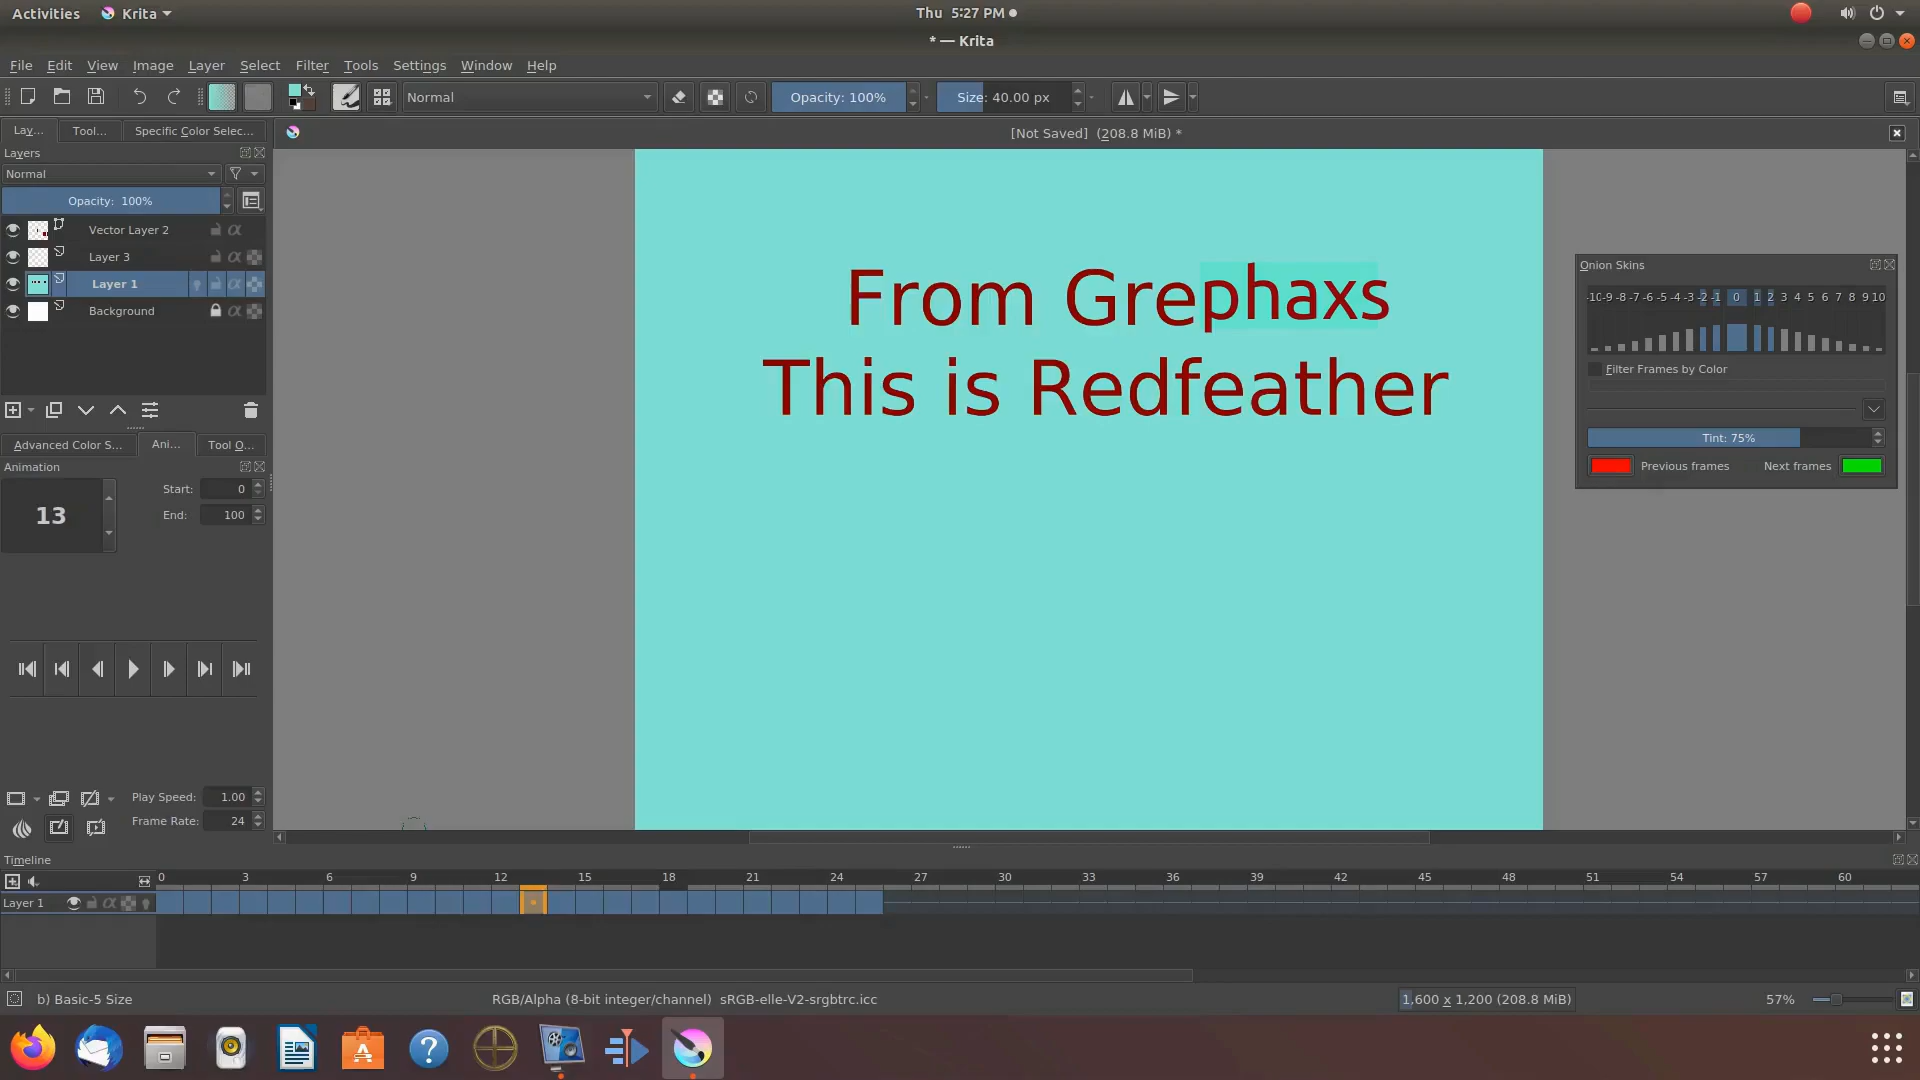 Activities Krita Thu 5:27 PM
* — Krita
File Edit View Image Layer Select Filter Tools Settings Window Help
Normal Opacity: 100% Size: 40.00 px
Lay... Tool... Specific Color Selec... [Not Saved] (208.8 MiB) *
Layers
Normal
Opacity: 100%
Vector Layer 2
Layer 3
Layer 1
Background
From Grephaxs
This is Redfeather
Onion Skins
-10 -9 -8 -7 -6 -5 -4 -3 -2 -1 0 1 2 3 4 5 6 7 8 9 10
Filter Frames by Color
Tint: 75%
Previous frames Next frames
Advanced Color S... Ani... Tool O...
Animation
13 Start: 0
End: 100
Play Speed: 1.00
Frame Rate: 24
Timeline
0 3 6 9 12 15 18 21 24 27 30 33 36 39 42 45 48 51 54 57 60
Layer 1
b) Basic-5 Size RGB/Alpha (8-bit integer/channel) sRGB-elle-V2-srgbtrc.icc 1,600 x 1,200 (208.8 MiB) 57%